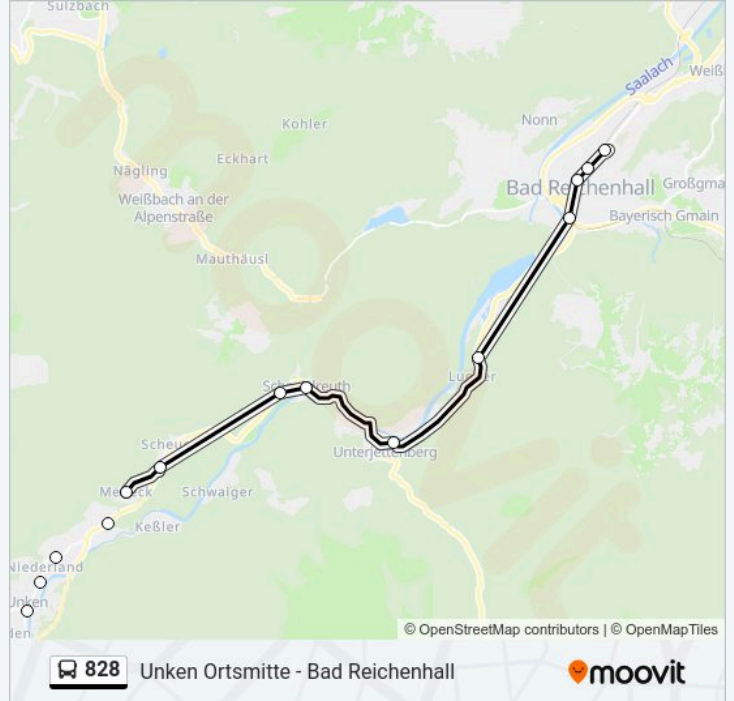 Sulzbach
Saalach
Weißb
Nonn
Kohler
Eckhart
Nägling
Bad Reichenhall
Großgma
Weißbach an der
Alpenstraße
Bayerisch Gmain
Mauthäusl
Unterjettenberg
Schwaiger
Keßler
Niederland
Unken
© OpenStreetMap contributors | © OpenMapTiles
828
Unken Ortsmitte - Bad Reichenhall
moovit